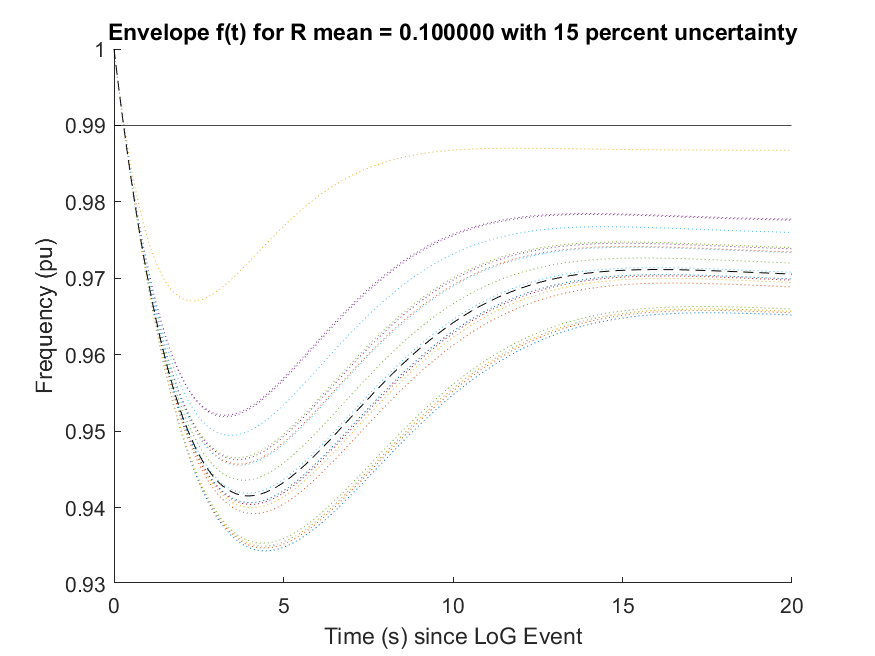 Envelope f(t) for R mean = 0.100000 with 15 percent uncertainty
1
0.99
0.98
0.97
0.96
0.95
0.94
0.93
Frequency (pu)
0 5 10 15 20
Time (s) since LoG Event